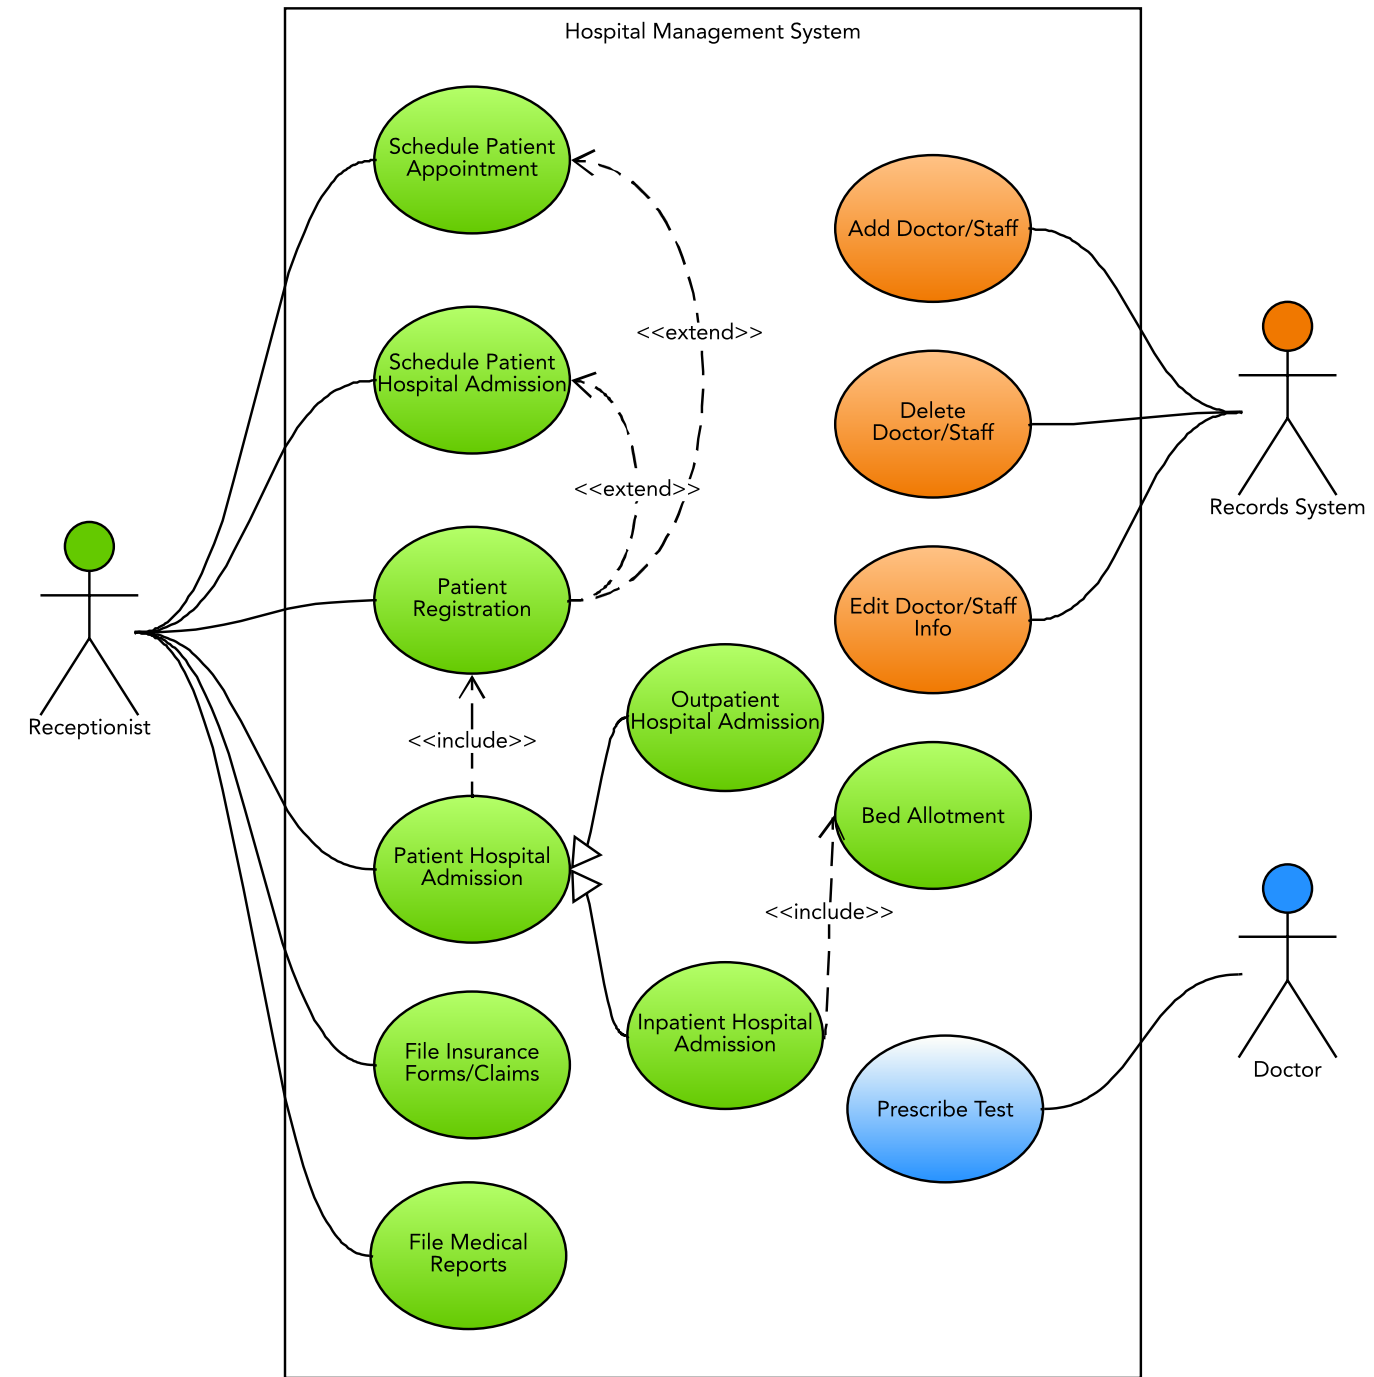 Hospital Management System
Schedule Patient
Appointment
Add Doctor/Staff
<<extend>>
Schedule Patient
Hospital Admission
Delete
Doctor/Staff
<<extend>>
Records System
Patient
Registration
Edit Doctor/Staff
Info
Receptionist
Outpatient
Hospital Admission
<<include>>
Bed Allotment
Patient Hospital
Admission
<<include>>
Inpatient Hospital
Admission
File Insurance
Forms/Claims
Doctor
Prescribe Test
File Medical
Reports